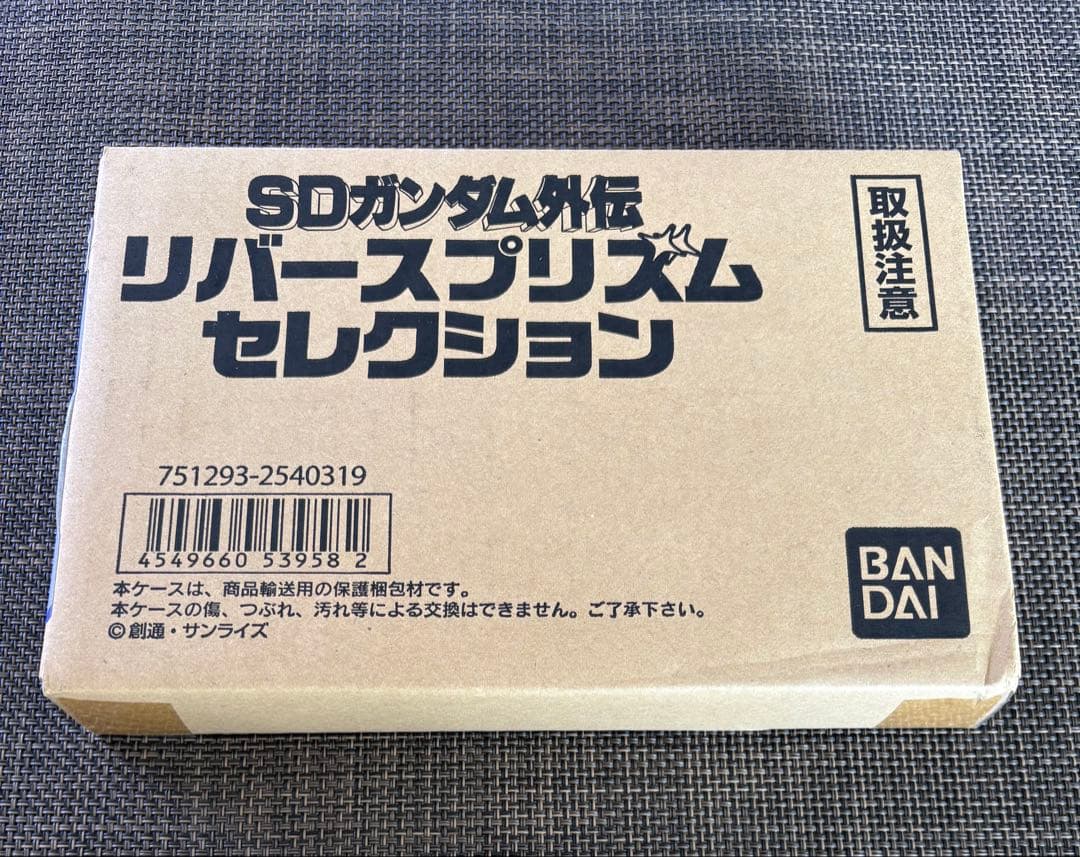 SDガンダム外伝
リバースプリズム
セレクション
取扱注意
751293-2540319
4549660 53958 2
本ケースは、商品輸送用の保護梱包材です。
本ケースの傷、つぶれ、汚れ等による交換はできません。ご了承下さい。
©創通・サンライズ
BAN
DAI